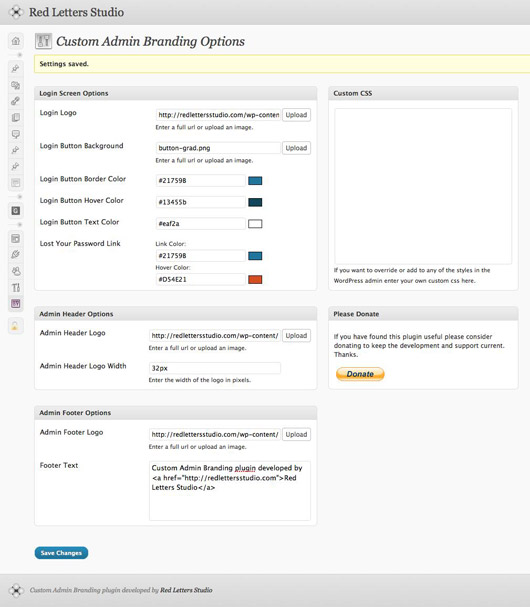 Red Letters Studio
Custom Admin Branding Options
Settings saved.
Login Screen Options
Login Logo
http://redlettersstudio.com/wp-conten
Upload
Enter a full url or upload an image.
Login Button Background
button-grad.png
Upload
Enter a full url or upload an image.
Login Button Border Color
#21759B
Login Button Hover Color
#13455b
Login Button Text Color
#eaf2a
Lost Your Password Link
Link Color:
#21759B
Hover Color:
#D54E21
Custom CSS
If you want to override or add to any of the styles in the
WordPress admin enter your own custom css here.
Admin Header Options
Admin Header Logo
http://redlettersstudio.com/wp-content/
Upload
Enter a full url or upload an image.
Admin Header Logo Width
32px
Enter the width of the logo in pixels.
Please Donate
If you have found this plugin useful please consider
donating to keep the development and support current.
Thanks.
Donate
Admin Footer Options
Admin Footer Logo
http://redlettersstudio.com/wp-content/
Upload
Enter a full url or upload an image.
Footer Text
Custom Admin Branding plugin developed by
<a href="http://redlettersstudio.com">Red
Letters Studio</a>
Save Changes
Custom Admin Branding plugin developed by Red Letters Studio